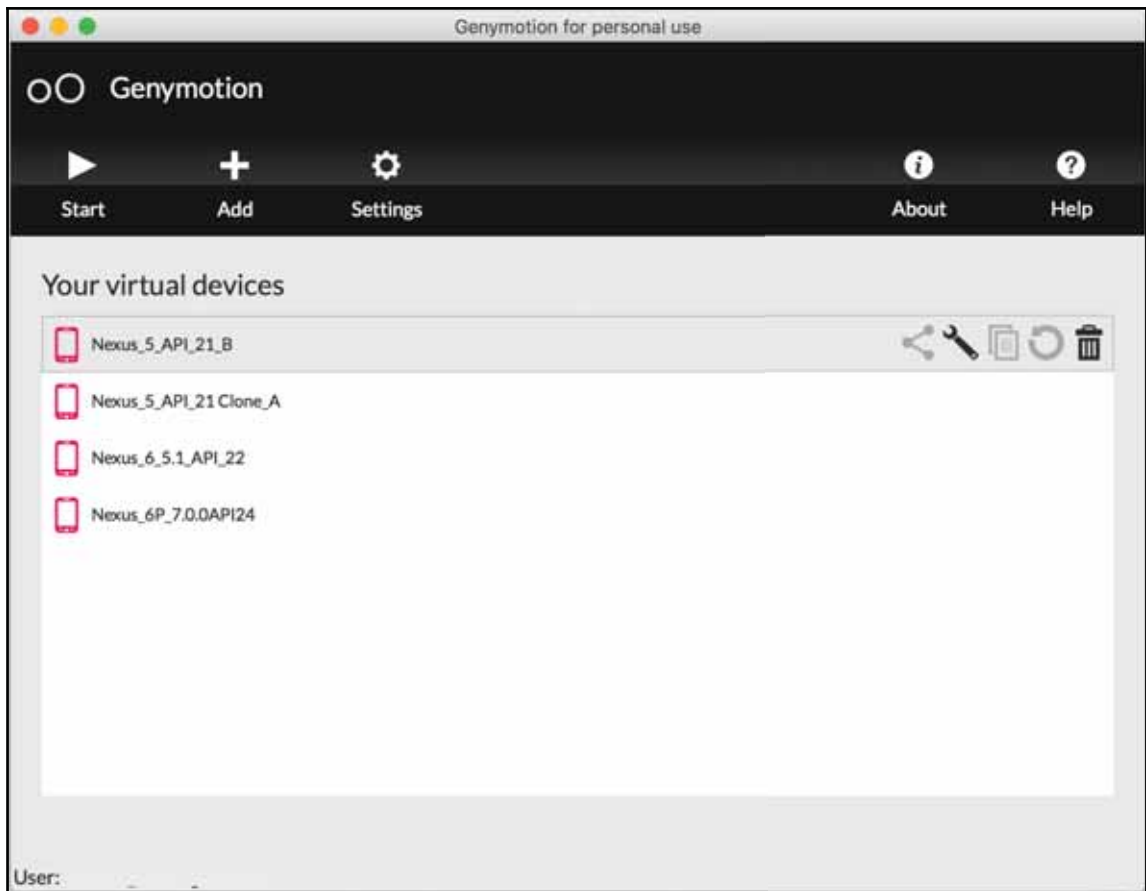 Genymotion for personal use
Genymotion
Start Add Settings About Help
Your virtual devices
Nexus_5_API_21_B
Nexus_5_API_21 Clone_A
Nexus_6_5.1_API_22
Nexus_6P_7.0.0API24
User: